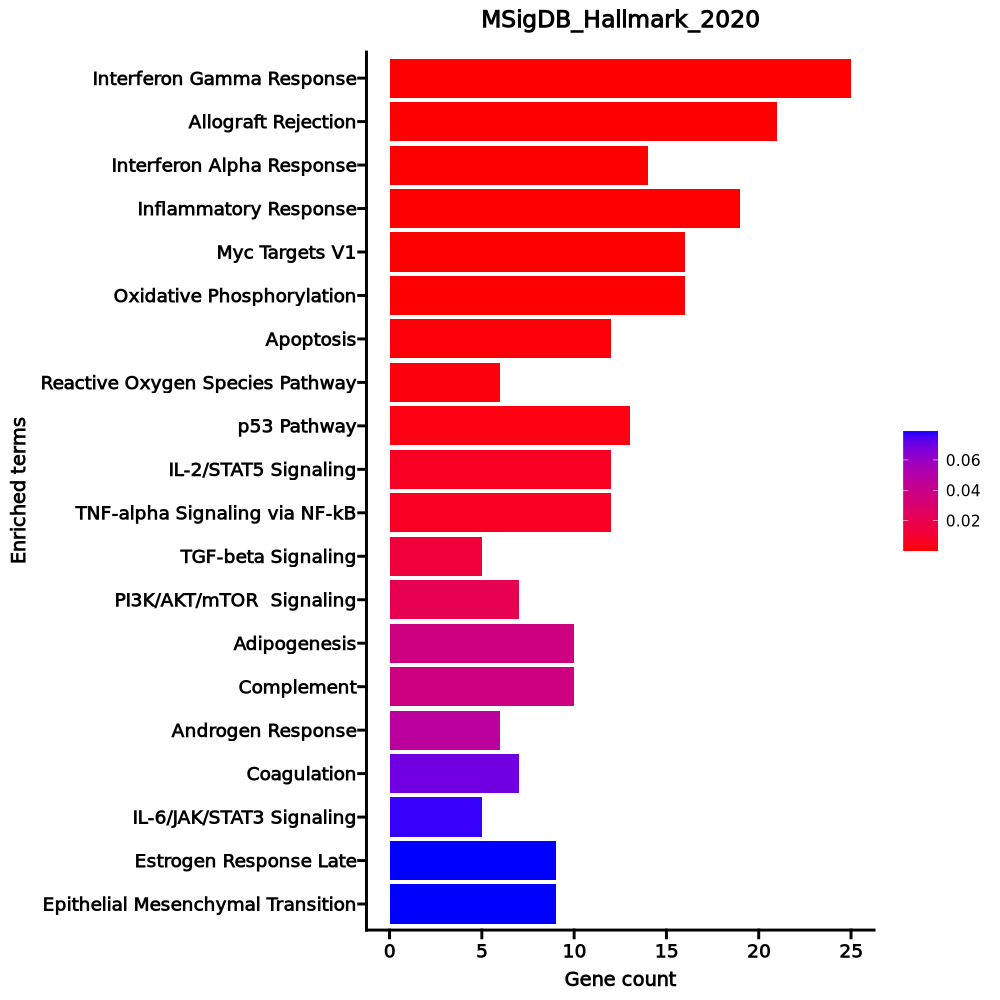 MSigDB_Hallmark_2020
Interferon Gamma Response
Allograft Rejection
Interferon Alpha Response
Inflammatory Response
Myc Targets V1
Oxidative Phosphorylation
Apoptosis
Reactive Oxygen Species Pathway
p53 Pathway
IL-2/STAT5 Signaling
TNF-alpha Signaling via NF-kB
TGF-beta Signaling
PI3K/AKT/mTOR  Signaling
Adipogenesis
Complement
Androgen Response
Coagulation
IL-6/JAK/STAT3 Signaling
Estrogen Response Late
Epithelial Mesenchymal Transition
Enriched terms
0 5 10 15 20 25
Gene count
0.06
0.04
0.02